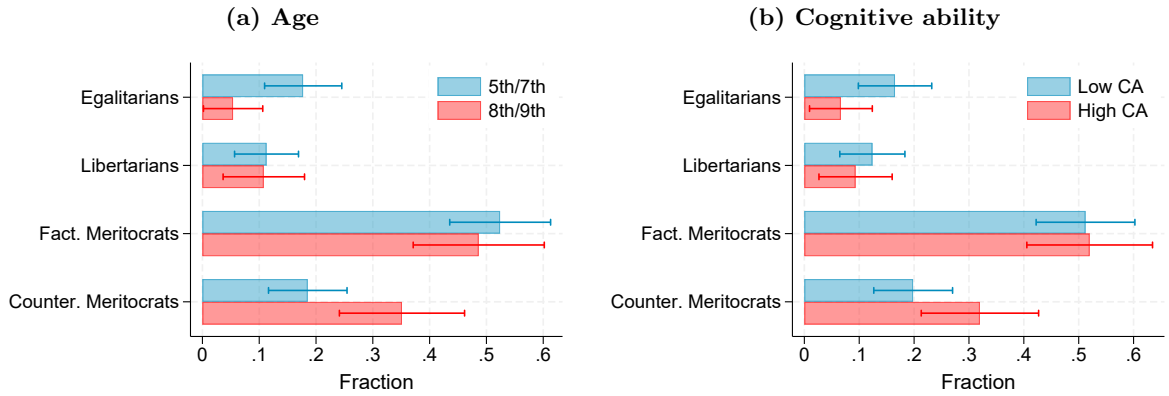 (a) Age
Egalitarians
Libertarians
Fact. Meritocrats
Counter. Meritocrats
5th/7th
8th/9th
0 .1 .2 .3 .4 .5 .6
Fraction
(b) Cognitive ability
Egalitarians
Libertarians
Fact. Meritocrats
Counter. Meritocrats
Low CA
High CA
0 .1 .2 .3 .4 .5 .6
Fraction